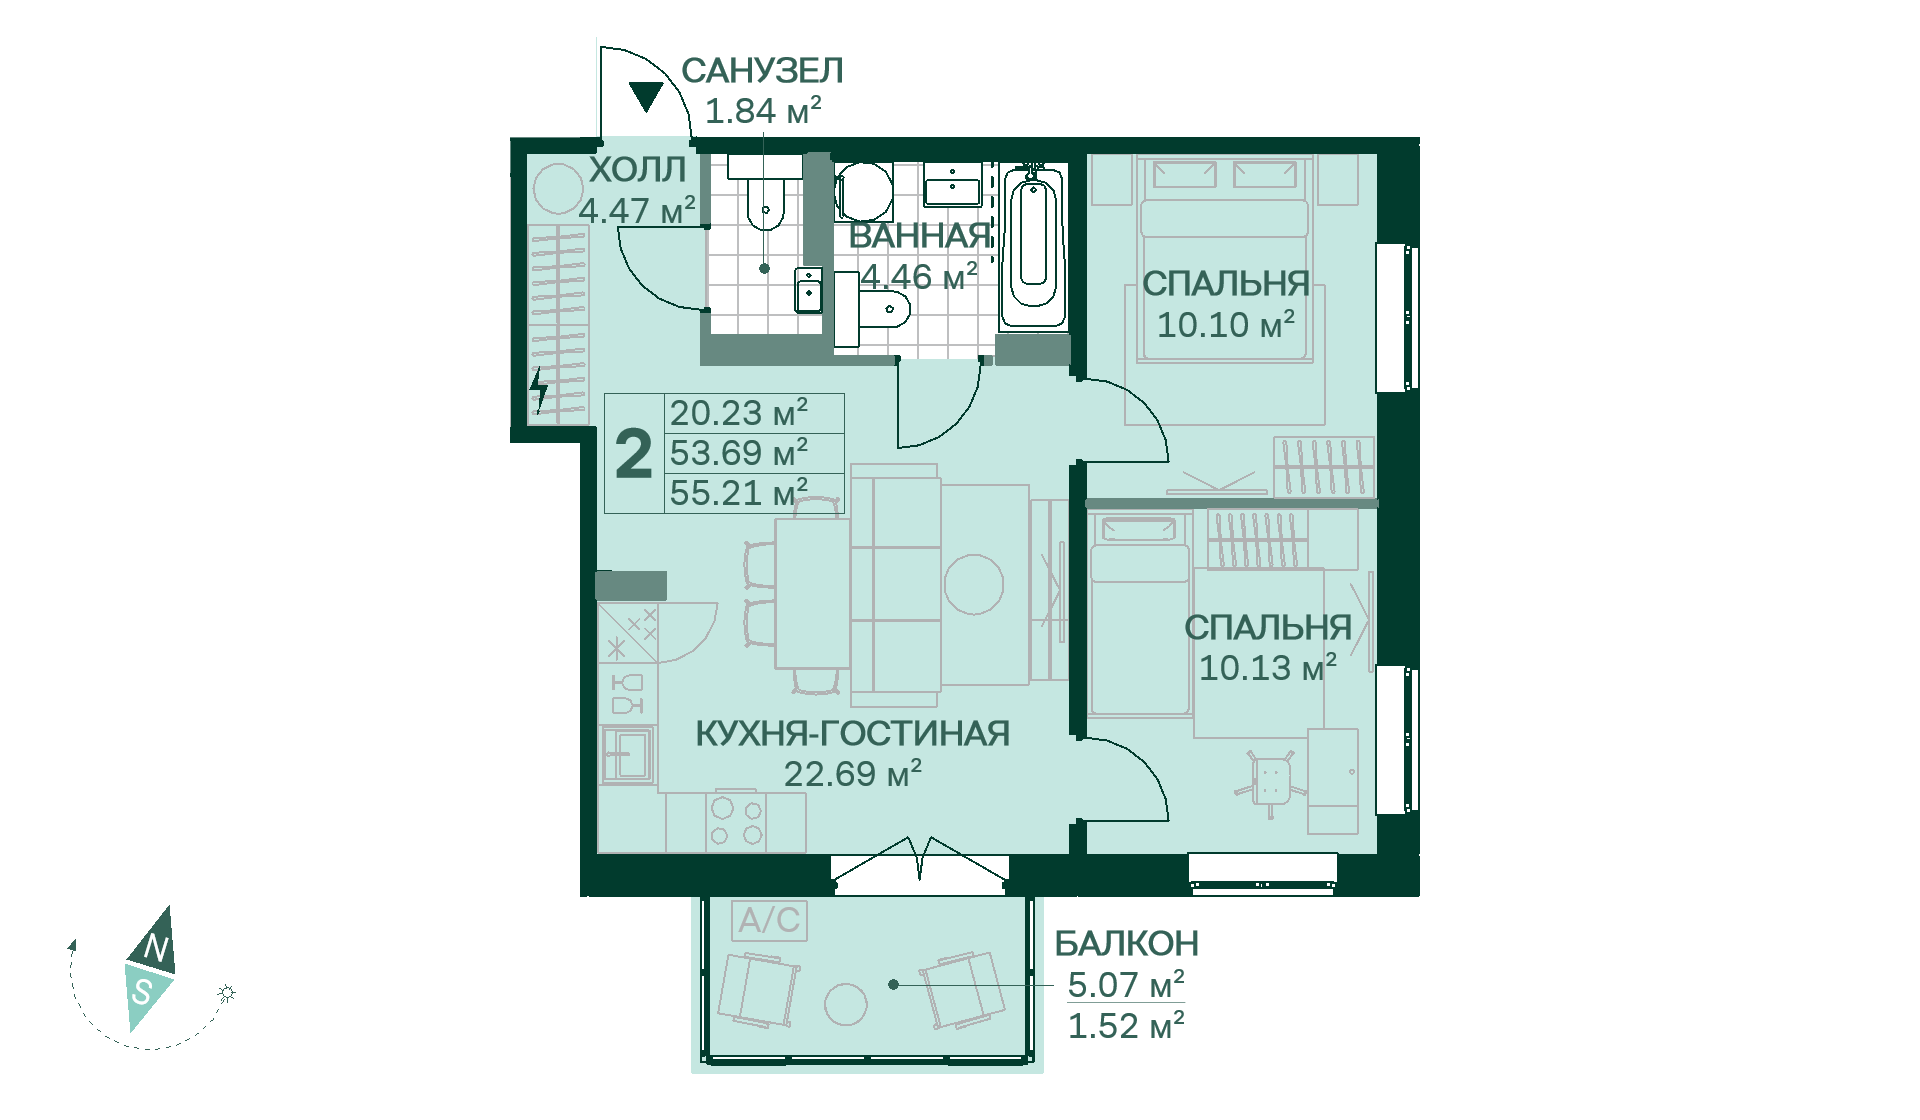 САНУЗЕЛ
1.84 м²
ХОЛЛ
4.47 м²
ВАННАЯ
4.46 м²
СПАЛЬНЯ
10.10 м²
2
20.23 м²
53.69 м²
55.21 м²
СПАЛЬНЯ
10.13 м²
КУХНЯ-ГОСТИНАЯ
22.69 м²
A/C
БАЛКОН
5.07 м²
1.52 м²
N
S